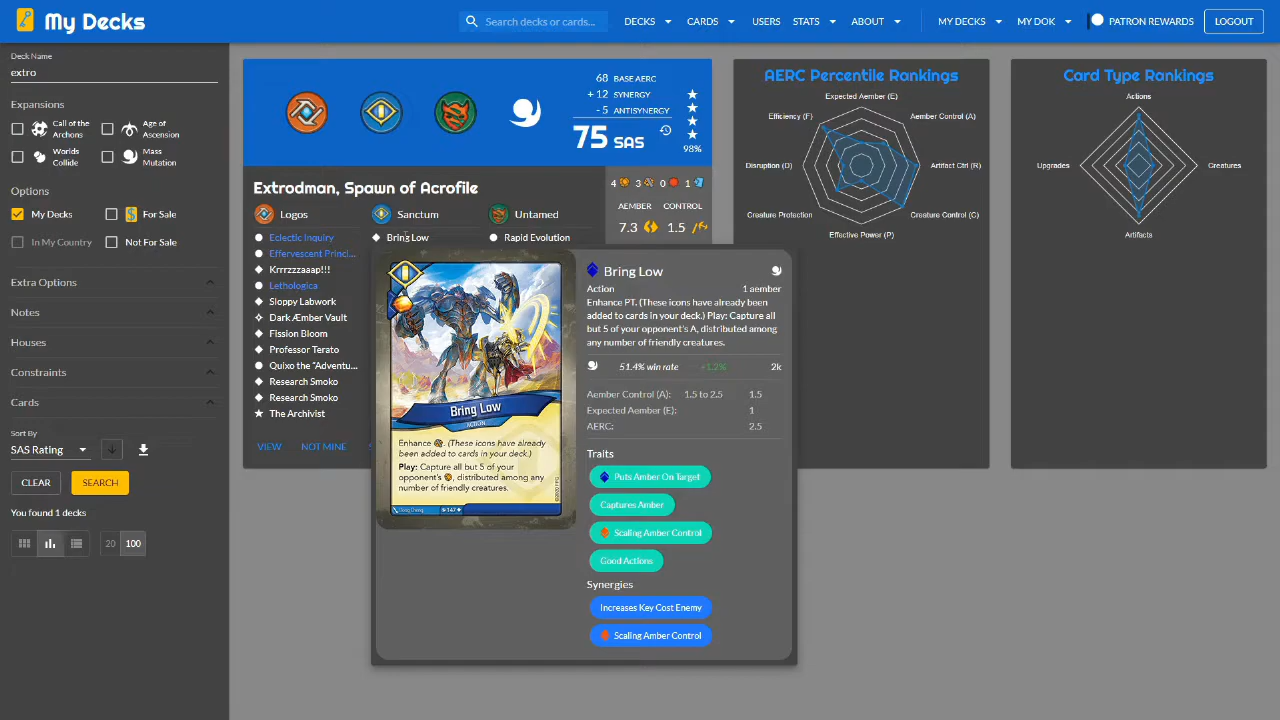 My Decks
Search decks or cards...
DECKS
CARDS
USERS
STATS
ABOUT
MY DECKS
MY DOK
PATRON REWARDS
LOGOUT
Deck Name
extro
Expansions
Call of the Archons
Age of Ascension
Worlds Collide
Mass Mutation
Options
My Decks
For Sale
In My Country
Not For Sale
Extra Options
Notes
Houses
Constraints
Cards
Sort By
SAS Rating
CLEAR
SEARCH
You found 1 decks
20
100
68 BASE AERC
+ 12 SYNERGY
- 5 ANTISYNERGY
75 SAS
98%
Extrodman, Spawn of Acrofile
4 3 0 1
AEMBER
CONTROL
7.3
1.5
Logos
Eclectic Inquiry
Effervescent Princi...
Krrrzzzaaap!!!
Lethologica
Sloppy Labwork
Dark Æmber Vault
Fission Bloom
Professor Terato
Quixo the "Adventu...
Research Smoko
Research Smoko
The Archivist
Sanctum
Bring Low
Untamed
Rapid Evolution
VIEW
NOT MINE
Bring Low
ACTION
Enhance . (These icons have already
been added to cards in your deck.)
Play: Capture all but 5 of your
opponent's , distributed among any
number of friendly creatures.
147
Bring Low
Action
1 aember
Enhance PT. (These icons have already been
added to cards in your deck.) Play: Capture all
but 5 of your opponent's A, distributed among
any number of friendly creatures.
51.4% win rate
+1.2%
2k
Aember Control (A): 1.5 to 2.5 1.5
Expected Aember (E): 1
AERC: 2.5
Traits
Puts Amber On Target
Captures Amber
Scaling Amber Control
Good Actions
Synergies
Increases Key Cost Enemy
Scaling Amber Control
AERC Percentile Rankings
Expected Aember (E)
Efficiency (F)
Aember Control (A)
Disruption (D)
Artifact Ctrl (R)
Creature Protection
Creature Control (C)
Effective Power (P)
Card Type Rankings
Actions
Upgrades
Creatures
Artifacts